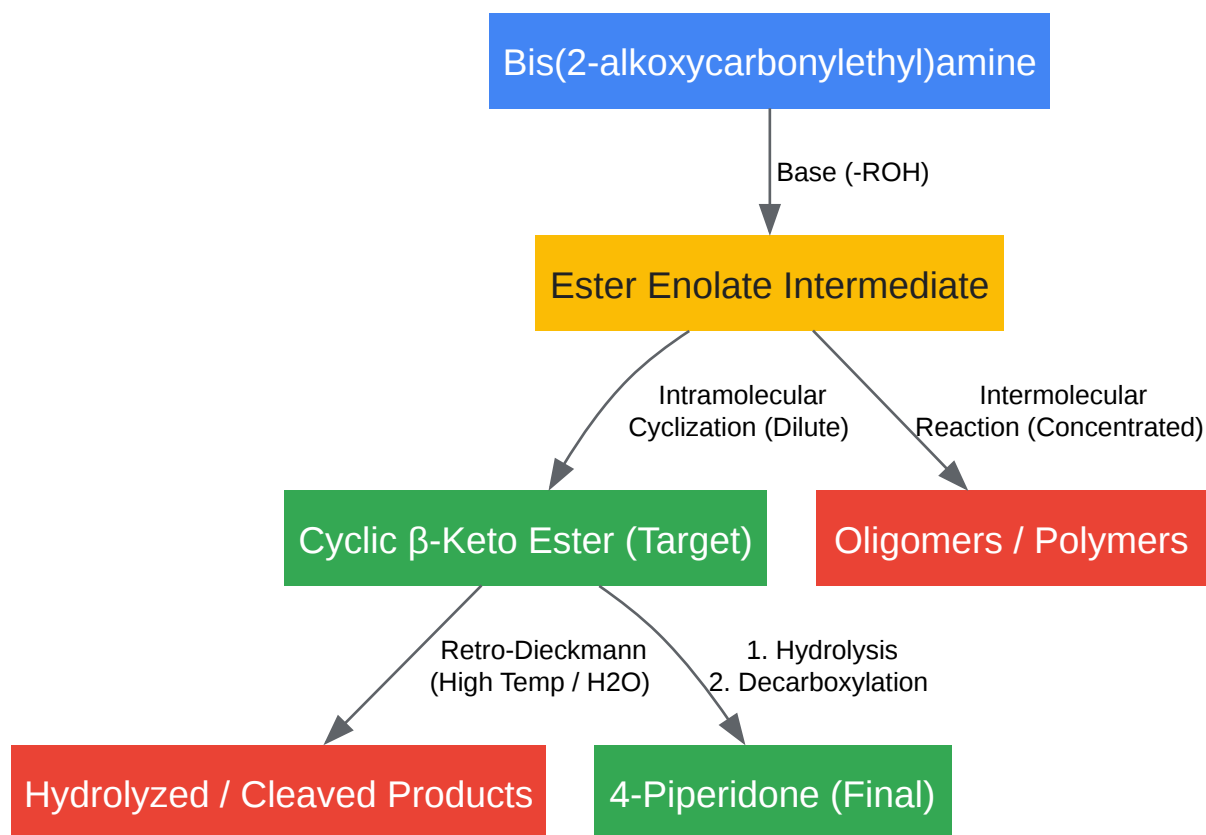 Bis(2-alkoxycarbonylethyl)amine
Base (-ROH)
Ester Enolate Intermediate
Intramolecular
Cyclization (Dilute)
Intermolecular
Reaction (Concentrated)
Cyclic β-Keto Ester (Target)
Oligomers / Polymers
Retro-Dieckmann
(High Temp / H2O)
1. Hydrolysis
2. Decarboxylation
Hydrolyzed / Cleaved Products
4-Piperidone (Final)